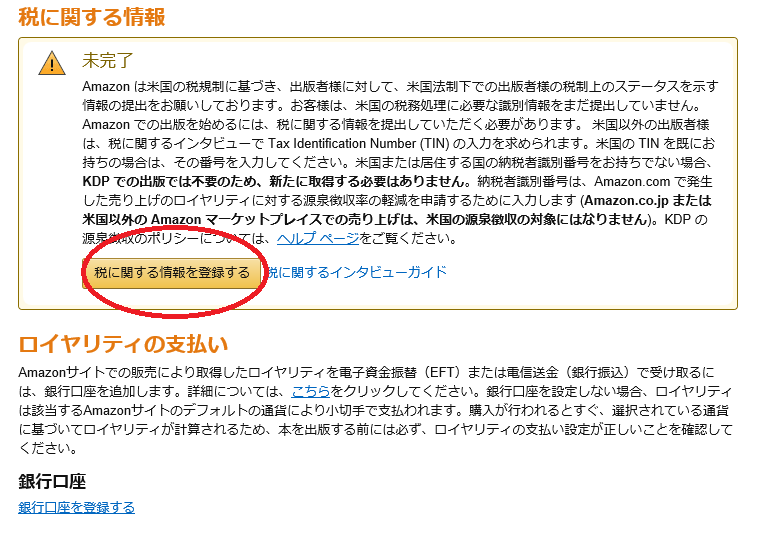 税に関する情報
未完了
Amazon は米国の税規制に基づき、出版者様に対して、米国法制下での出版者様の税制上のステータスを示す
情報の提出をお願いしております。お客様は、米国の税務処理に必要な識別情報をまだ提出していません。
Amazon での出版を始めるには、税に関する情報を提出していただく必要があります。 米国以外の出版者様
は、税に関するインタビューで Tax Identification Number (TIN) の入力を求められます。米国の TIN を既にお
持ちの場合は、その番号を入力してください。米国または居住する国の納税者識別番号をお持ちでない場合、
KDP での出版では不要のため、新たに取得する必要はありません。納税者識別番号は、Amazon.com で発生
した売り上げのロイヤリティに対する源泉徴収率の軽減を申請するために入力します (Amazon.co.jp または
米国以外の Amazon マーケットプレイスでの売り上げは、米国の源泉徴収の対象にはなりません)。KDP の
源泉徴収のポリシーについては、ヘルプ ページをご覧ください。
税に関する情報を登録する 税に関するインタビューガイド
ロイヤリティの支払い
Amazonサイトでの販売により取得したロイヤリティを電子資金振替（EFT）または電信送金（銀行振込）で受け取るに
は、銀行口座を追加します。詳細については、こちらをクリックしてください。銀行口座を設定しない場合、ロイヤリティ
は該当するAmazonサイトのデフォルトの通貨により小切手で支払われます。購入が行われるとすぐ、選択されている通貨
に基づいてロイヤリティが計算されるため、本を出版する前には必ず、ロイヤリティの支払い設定が正しいことを確認して
ください。
銀行口座
銀行口座を登録する